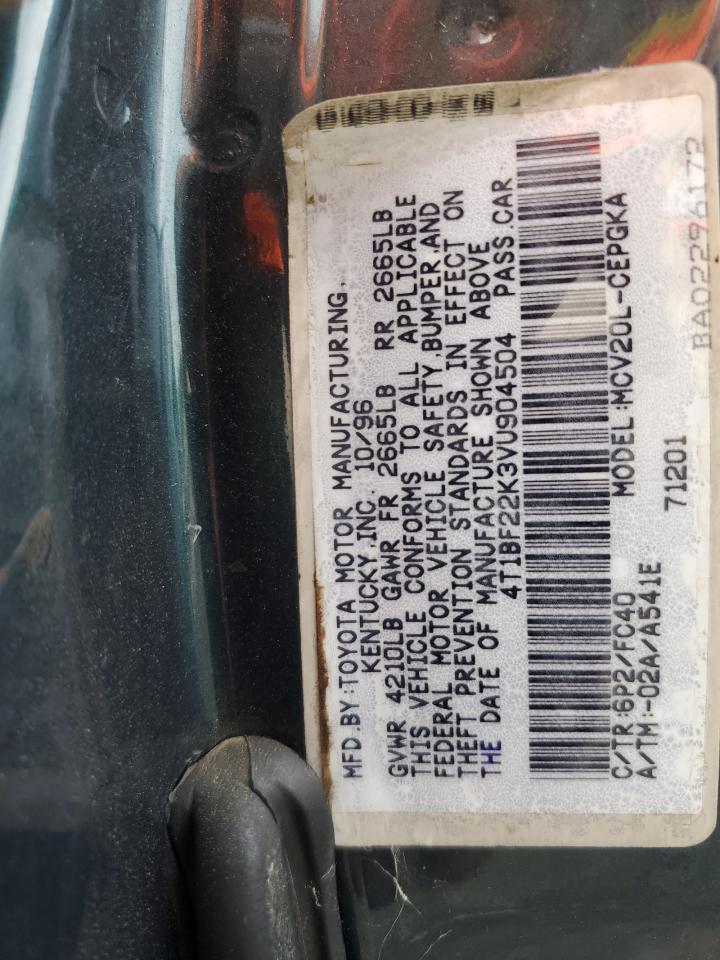 MFD.BY:TOYOTA MOTOR MANUFACTURING,
KENTUCKY,INC. 10/96
GVWR 4210LB GAWR FR 2665LB RR 2665LB
THIS VEHICLE CONFORMS TO ALL APPLICABLE
FEDERAL MOTOR VEHICLE SAFETY,BUMPER,AND
THEFT PREVENTION STANDARDS IN EFFECT ON
THE DATE OF MANUFACTURE SHOWN ABOVE
4T1BF22K3VU904504 PASS.CAR
C/TR:6P2/FC40 MODEL:MCV20L-CEPGKA
A/TM:-02A/A541E 71201
BA02296172